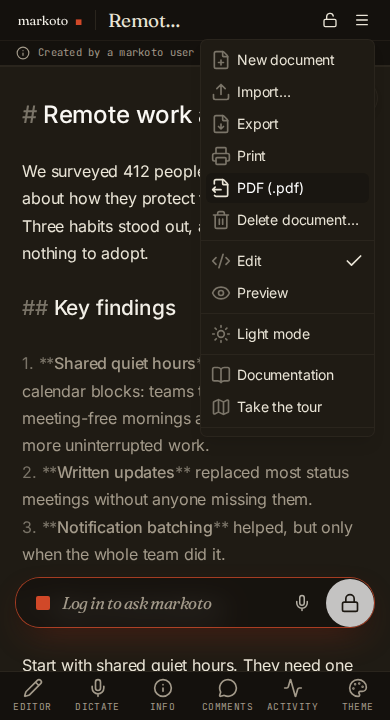 markoto
Remot...
Created by a markoto user
New document
Import...
Export
Print
PDF (.pdf)
Delete document...
Edit
Preview
Light mode
Documentation
Take the tour
# Remote work
We surveyed 412 people
about how they protect
Three habits stood out,
nothing to adopt.
## Key findings
1. **Shared quiet hours*
calendar blocks: teams
meeting-free mornings
more uninterrupted work.
2. **Written updates** replaced most status
meetings without anyone missing them.
3. **Notification batching** helped, but only
when the whole team did it.
Log in to ask markoto
Start with shared quiet hours. They need one
EDITOR DICTATE INFO COMMENTS ACTIVITY THEME